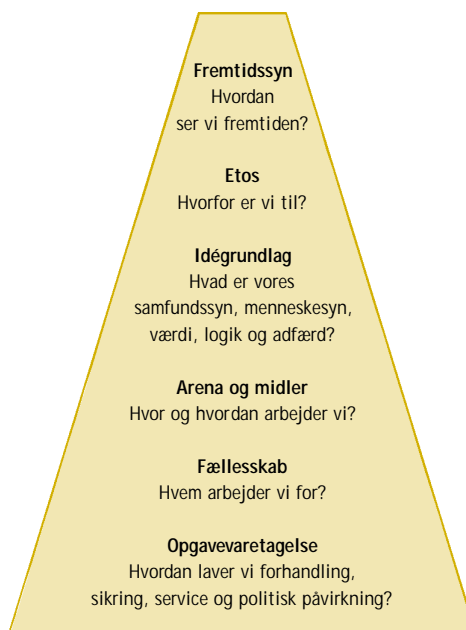 Fremtidssyn
Hvordan
ser vi fremtiden?
Etos
Hvorfor er vi til?
Idégrundlag
Hvad er vores
samfundssyn, menneskesyn,
værdi, logik og adfærd?
Arena og midler
Hvor og hvordan arbejder vi?
Fællesskab
Hvem arbejder vi for?
Opgavevaretagelse
Hvordan laver vi forhandling,
sikring, service og politisk påvirkning?